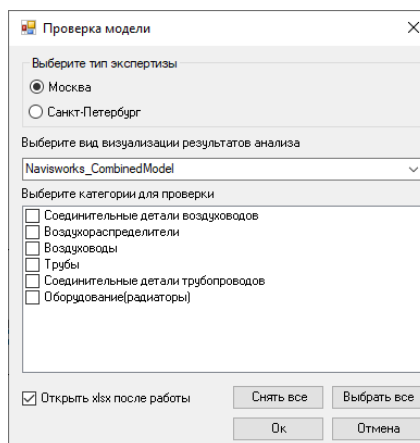 Проверка модели
Выберите тип экспертизы
Москва
Санкт-Петербург
Выберите вид визуализации результатов анализа
Navisworks_CombinedModel
Выберите категории для проверки
Соединительные детали воздуховодов
Воздухораспределители
Воздуховоды
Трубы
Соединительные детали трубопроводов
Оборудование(радиаторы)
Открыть xlsx после работы
Снять все
Выбрать все
Ок
Отмена